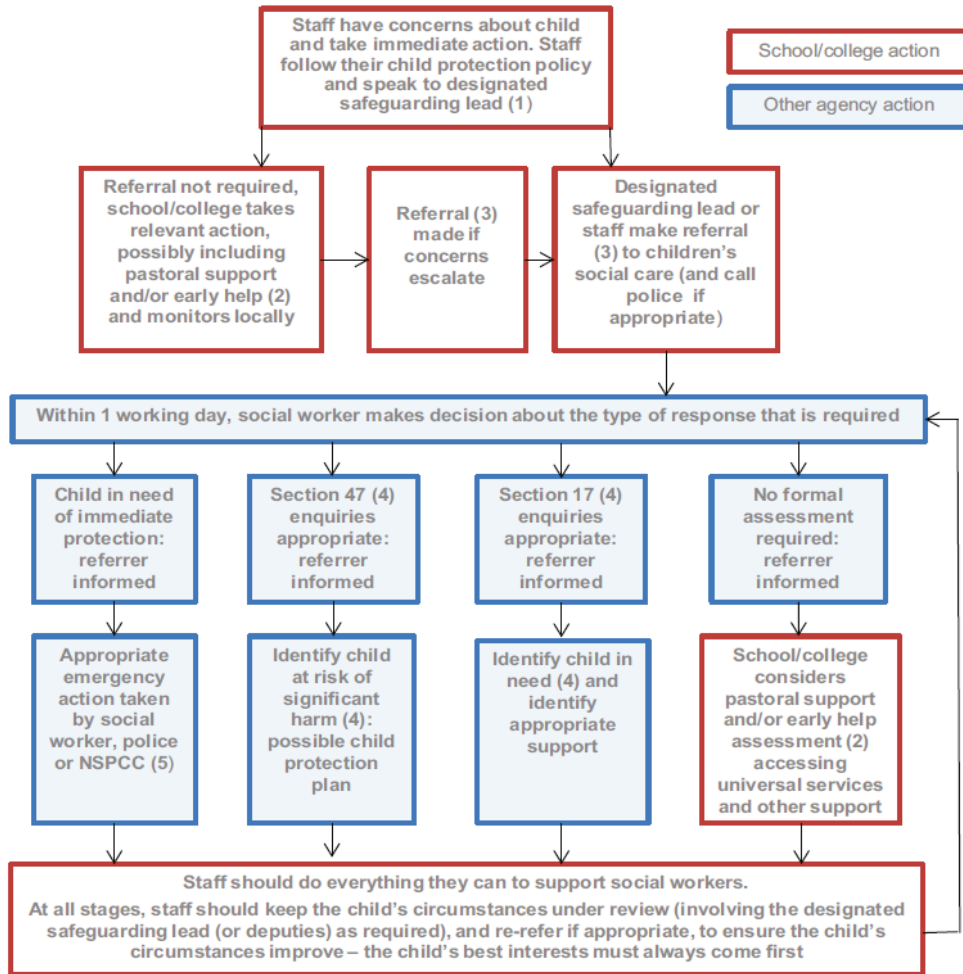 Staff have concerns about child
and take immediate action. Staff
follow their child protection policy
and speak to designated
safeguarding lead (1)
School/college action
Other agency action
Referral not required,
school/college takes
relevant action,
possibly including
pastoral support
and/or early help (2)
and monitors locally
Referral (3)
made if
concerns
escalate
Designated
safeguarding lead or
staff make referral
(3) to children's
social care (and call
police if
appropriate)
Within 1 working day, social worker makes decision about the type of response that is required
Child in need
of immediate
protection:
referrer
informed
Section 47 (4)
enquiries
appropriate:
referrer
informed
Section 17 (4)
enquiries
appropriate:
referrer
informed
No formal
assessment
required:
referrer
informed
Appropriate
emergency
action taken
by social
worker, police
or NSPCC (5)
Identify child
at risk of
significant
harm (4):
possible child
protection
plan
Identify child in
need (4) and
identify
appropriate
support
School/college
considers
pastoral support
and/or early help
assessment (2)
accessing
universal services
and other support
Staff should do everything they can to support social workers.
At all stages, staff should keep the child's circumstances under review (involving the designated
safeguarding lead (or deputies) as required), and re-refer if appropriate, to ensure the child's
circumstances improve – the child's best interests must always come first